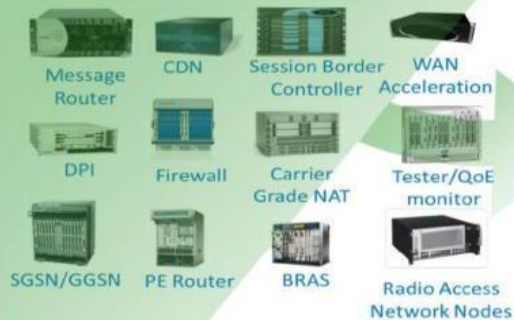 Message
Router
CDN
Session Border
Controller
WAN
Acceleration
DPI
Firewall
Carrier
Grade NAT
Tester/QoE
monitor
SGSN/GGSN
PE Router
BRAS
Radio Access
Network Nodes